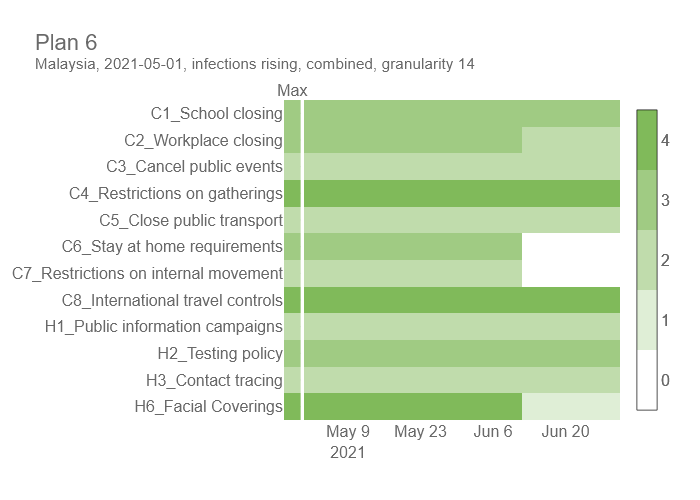 Plan 6
Malaysia, 2021-05-01, infections rising, combined, granularity 14
Max
C1_School closing
C2_Workplace closing
C3_Cancel public events
C4_Restrictions on gatherings
C5_Close public transport
C6_Stay at home requirements
C7_Restrictions on internal movement
C8_International travel controls
H1_Public information campaigns
H2_Testing policy
H3_Contact tracing
H6_Facial Coverings
May 9 May 23 Jun 6 Jun 20
2021
4
3
2
1
0